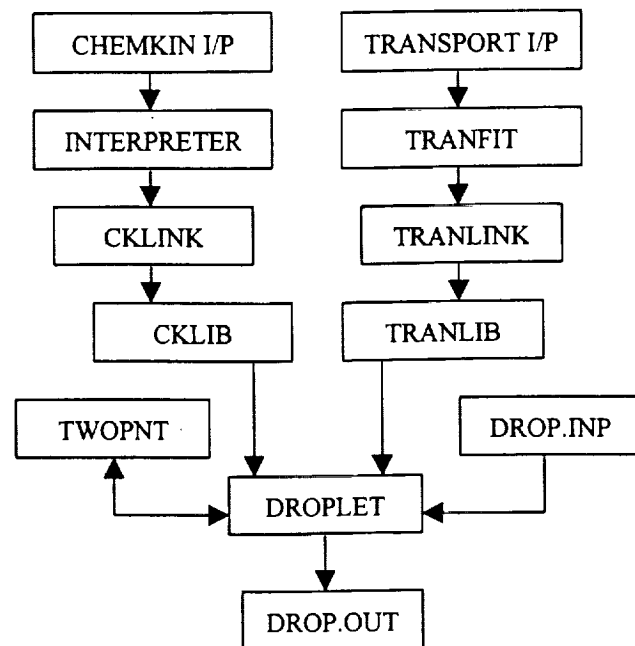 CHEMKIN I/P
TRANSPORT I/P
INTERPRETER
TRANFIT
CKLINK
TRANLINK
CKLIB
TRANLIB
TWOPNT
DROP.INP
DROPLET
DROP.OUT